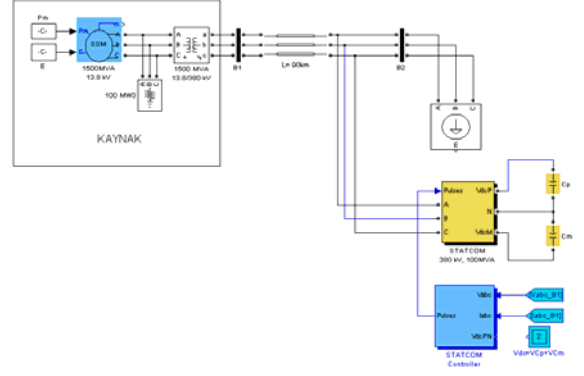 Pm
-C-
-C-
E
Pm
E
m
SSM
A
B
C
1500MVA
13.8 kV
A B C
100 MWΩ
A
B
C
a
b
c
1500 MVA
13.8/380 kV
B1
L= 90km
B2
KAYNAK
A B C
E
Pulses
A
B
C
VdcP
N
VdcM
STATCOM
380 kV, 100MVA
Cp
Cm
Pulses
Vabc
Iabc
VdcPN
STATCOM
Controller
Vabc_B1
Iabc_B1
2
Vdc=VCp+VCm